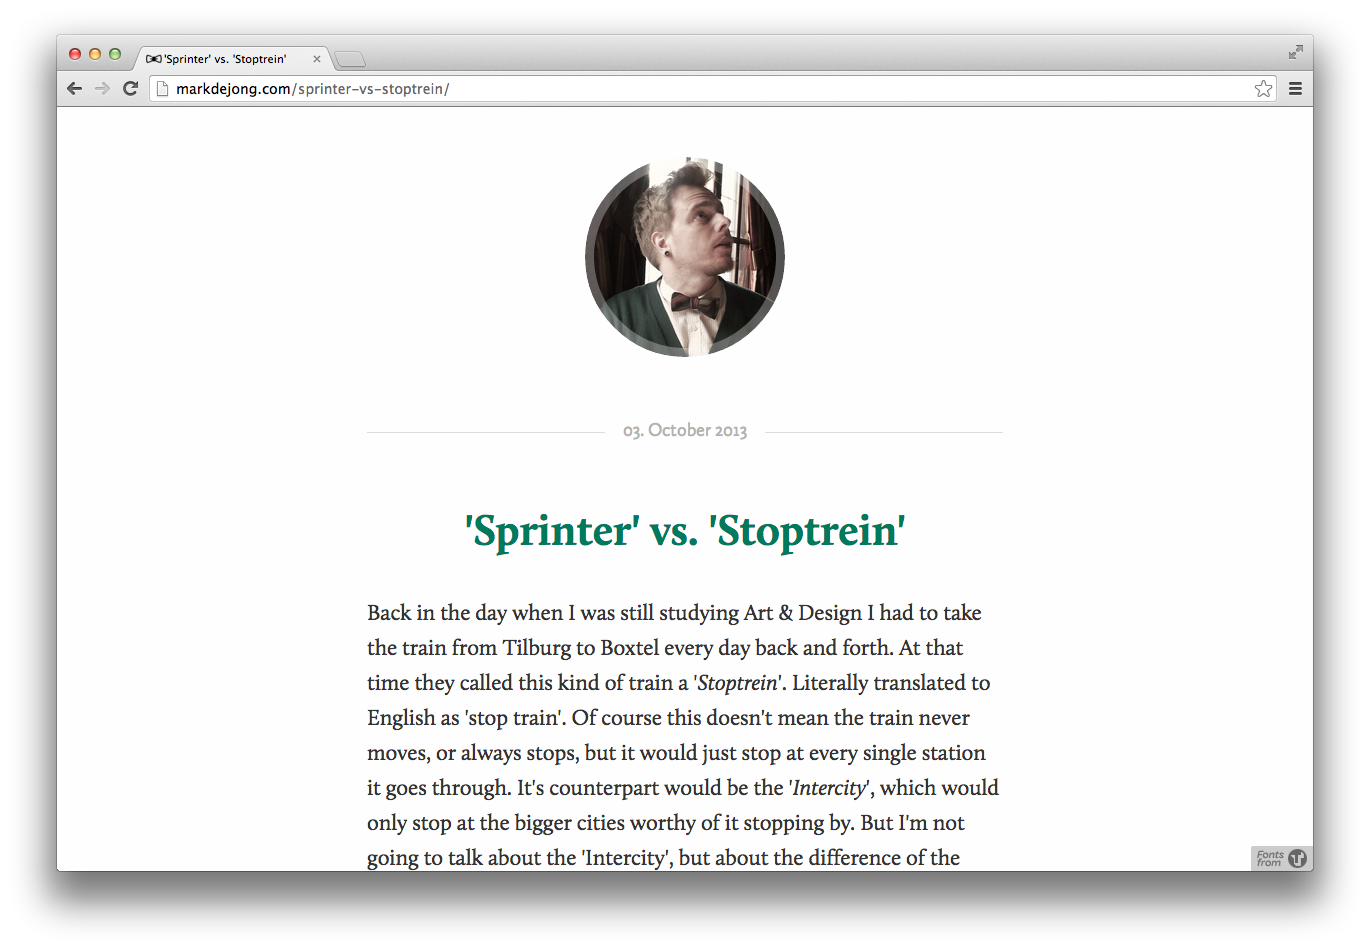 'Sprinter' vs. 'Stoptrein'
markdejong.com/sprinter-vs-stoptrein/
03. October 2013
'Sprinter' vs. 'Stoptrein'
Back in the day when I was still studying Art & Design I had to take
the train from Tilburg to Boxtel every day back and forth. At that
time they called this kind of train a 'Stoptrein'. Literally translated to
English as 'stop train'. Of course this doesn't mean the train never
moves, or always stops, but it would just stop at every single station
it goes through. It's counterpart would be the 'Intercity', which would
only stop at the bigger cities worthy of it stopping by. But I'm not
going to talk about the 'Intercity', but about the difference of the
Fonts
from